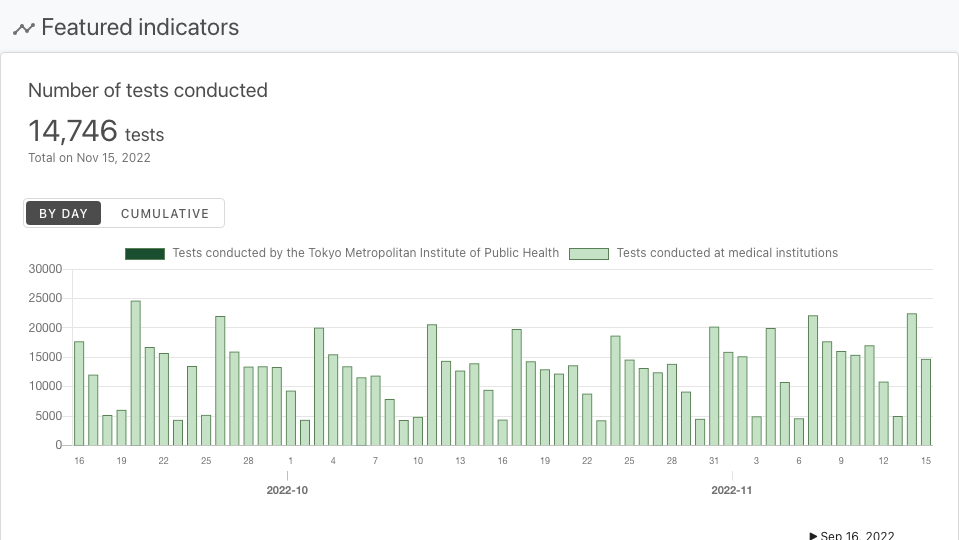 Featured indicators
Number of tests conducted
14,746 tests
Total on Nov 15, 2022
BY DAY CUMULATIVE
Tests conducted by the Tokyo Metropolitan Institute of Public Health Tests conducted at medical institutions
30000
25000
20000
15000
10000
5000
0
16 19 22 25 28 1 4 7 10 13 16 19 22 25 28 31 3 6 9 12 15
2022-10 2022-11
Sep 16, 2022